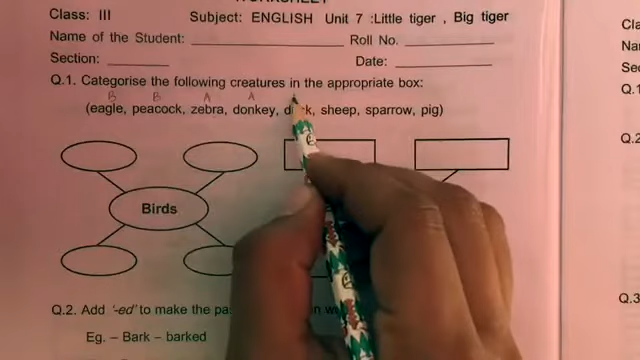 Class: III Subject: ENGLISH Unit 7 :Little tiger , Big tiger
Name of the Student: Roll No.
Section: Date:
Q.1. Categorise the following creatures in the appropriate box:
B B A A
(eagle, peacock, zebra, donkey, sheep, sparrow, pig)
Birds
Q.2. Add '-ed' to make the
Eg. – Bark – barked
Cla
Na
Se
Q.1
Q.2
Q.3